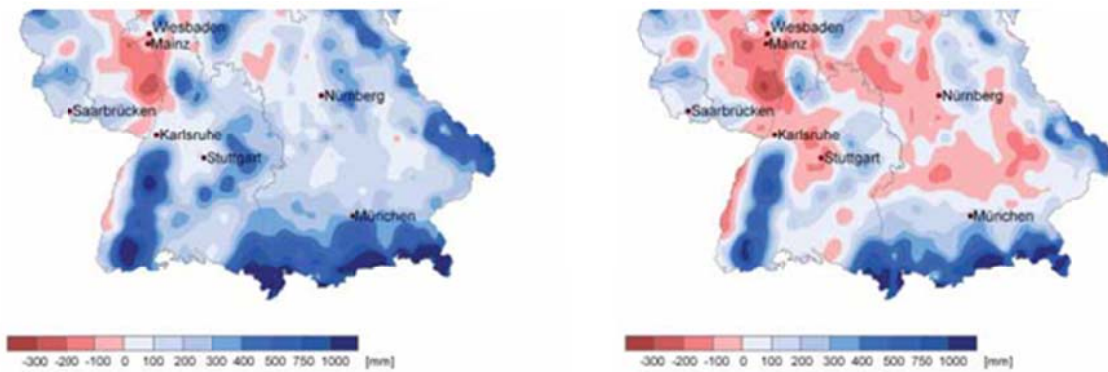 Wiesbaden
Mainz
Saarbrücken
Nürnberg
Karlsruhe
Stuttgart
München
-300 -200 -100 0 100 200 300 400 500 750 1000 [mm]
Wiesbaden
Mainz
Saarbrücken
Nürnberg
Karlsruhe
Stuttgart
München
-300 -200 -100 0 100 200 300 400 500 750 1000 [mm]